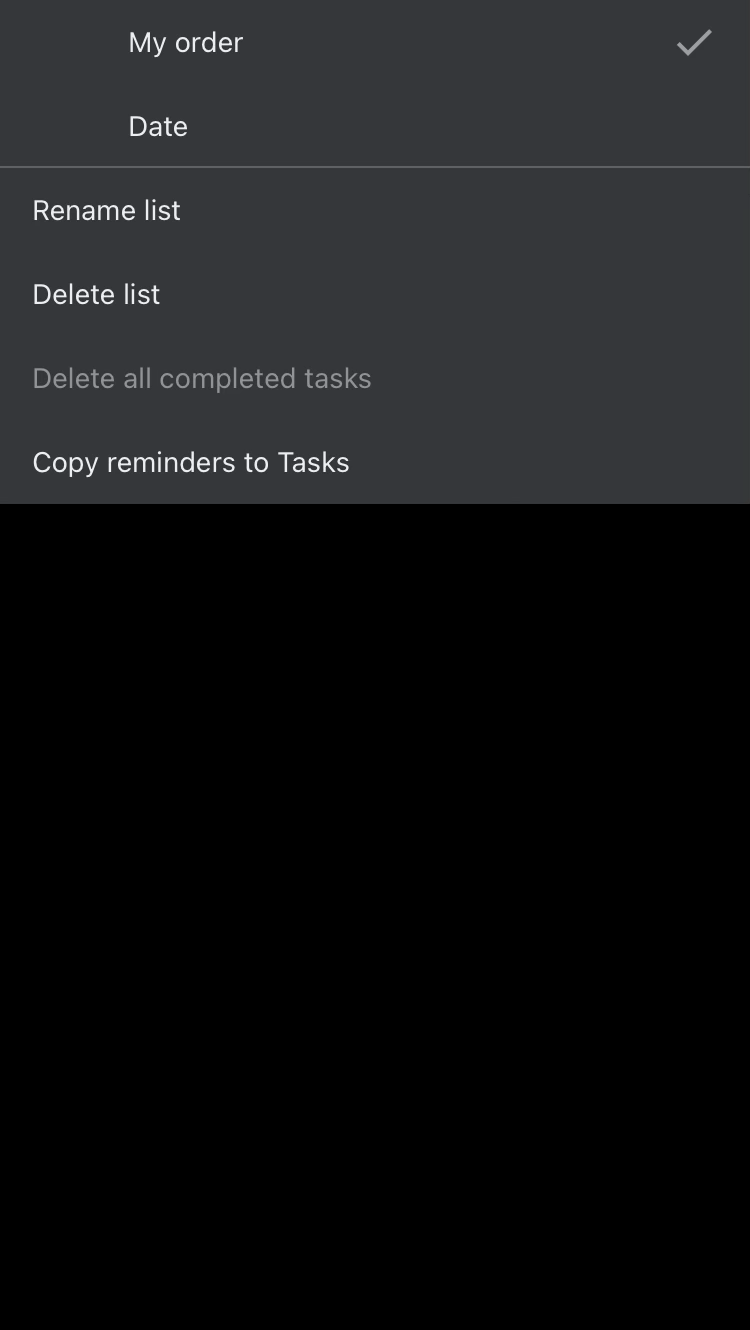 My order
Date
Rename list
Delete list
Delete all completed tasks
Copy reminders to Tasks